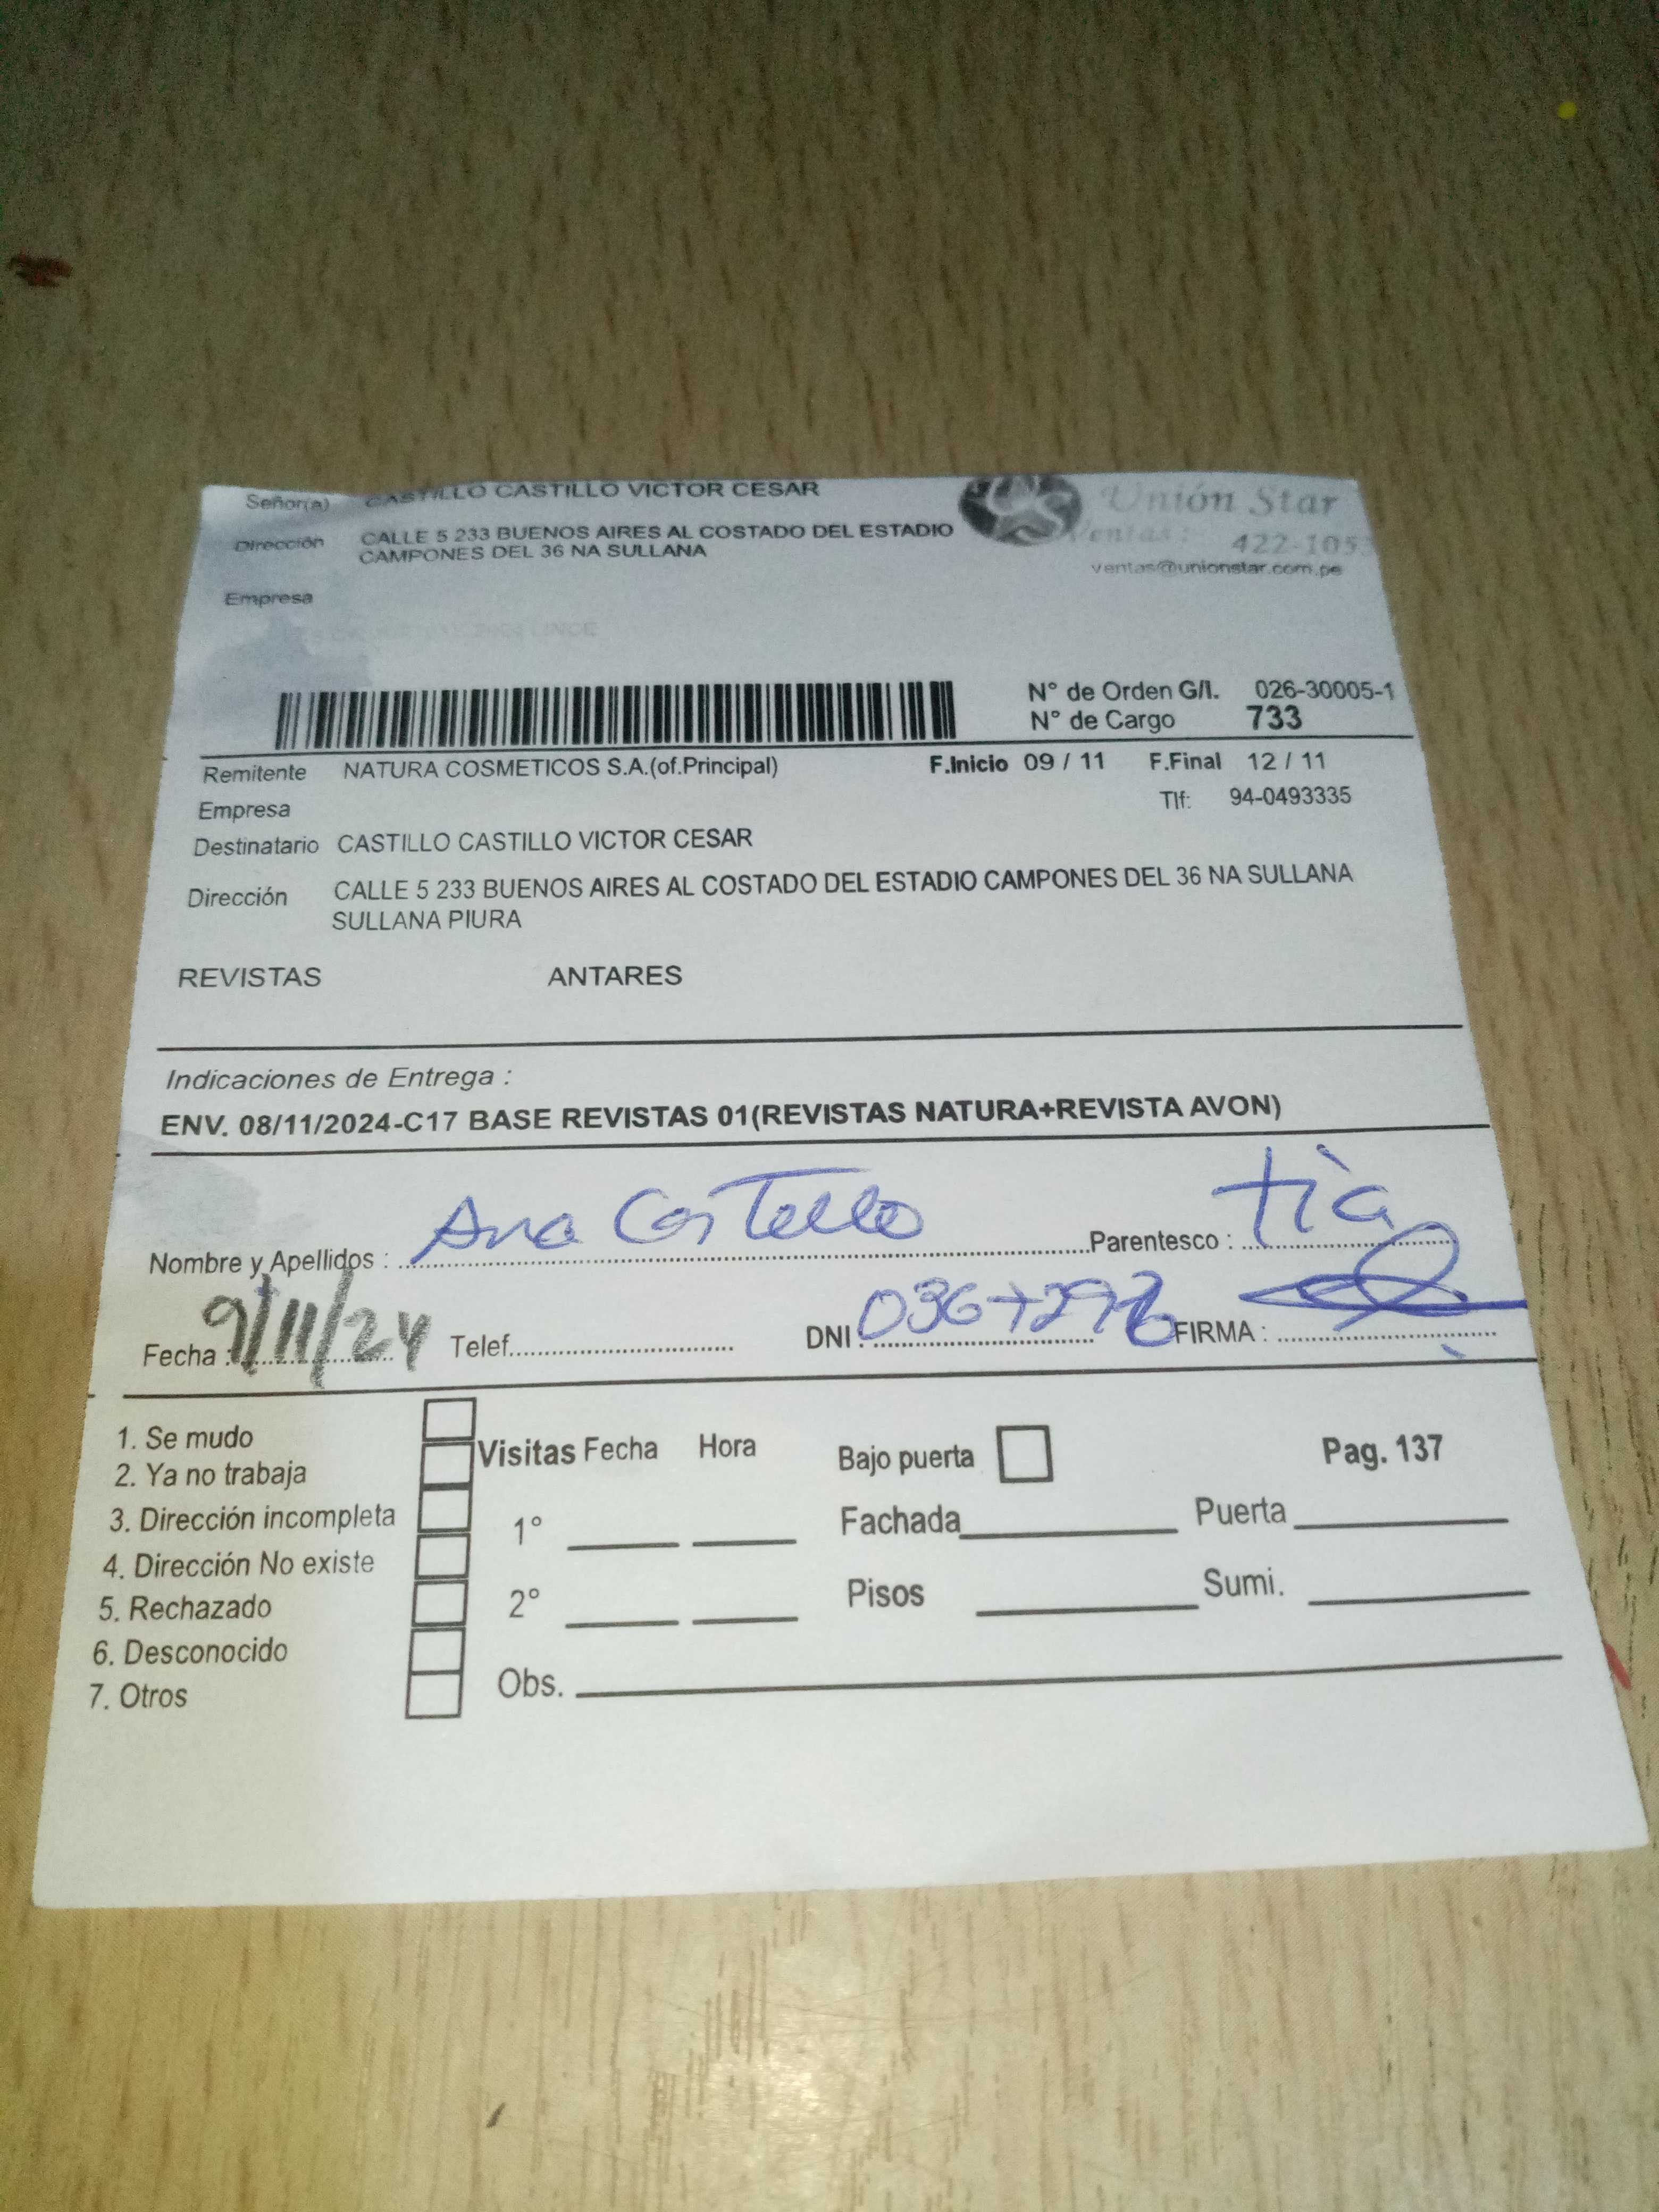 Señor(a) CASTILLO CASTILLO VICTOR CESAR
Unión Star
Dirección CALLE 5 233 BUENOS AIRES AL COSTADO DEL ESTADIO
CAMPONES DEL 36 NA SULLANA
Ventas: 422-105
ventas@unionstar.com.pe
Empresa
N° de Orden G/I. 026-30005-1
N° de Cargo 733
Remitente NATURA COSMETICOS S.A.(of.Principal) F.Inicio 09 / 11 F.Final 12 / 11
Empresa Tlf: 94-0493335
Destinatario CASTILLO CASTILLO VICTOR CESAR
Dirección CALLE 5 233 BUENOS AIRES AL COSTADO DEL ESTADIO CAMPONES DEL 36 NA SULLANA
SULLANA PIURA
REVISTAS ANTARES
Indicaciones de Entrega :
ENV. 08/11/2024-C17 BASE REVISTAS 01(REVISTAS NATURA+REVISTA AVON)
Nombre y Apellidos : Ana Castillo Parentesco : tia
Fecha : 9/11/24 Telef. DNI : FIRMA :
1. Se mudo
2. Ya no trabaja
3. Dirección incompleta
4. Dirección No existe
5. Rechazado
6. Desconocido
7. Otros
Visitas Fecha Hora Bajo puerta Pag. 137
1° Fachada Puerta
2° Pisos Sumi.
Obs.